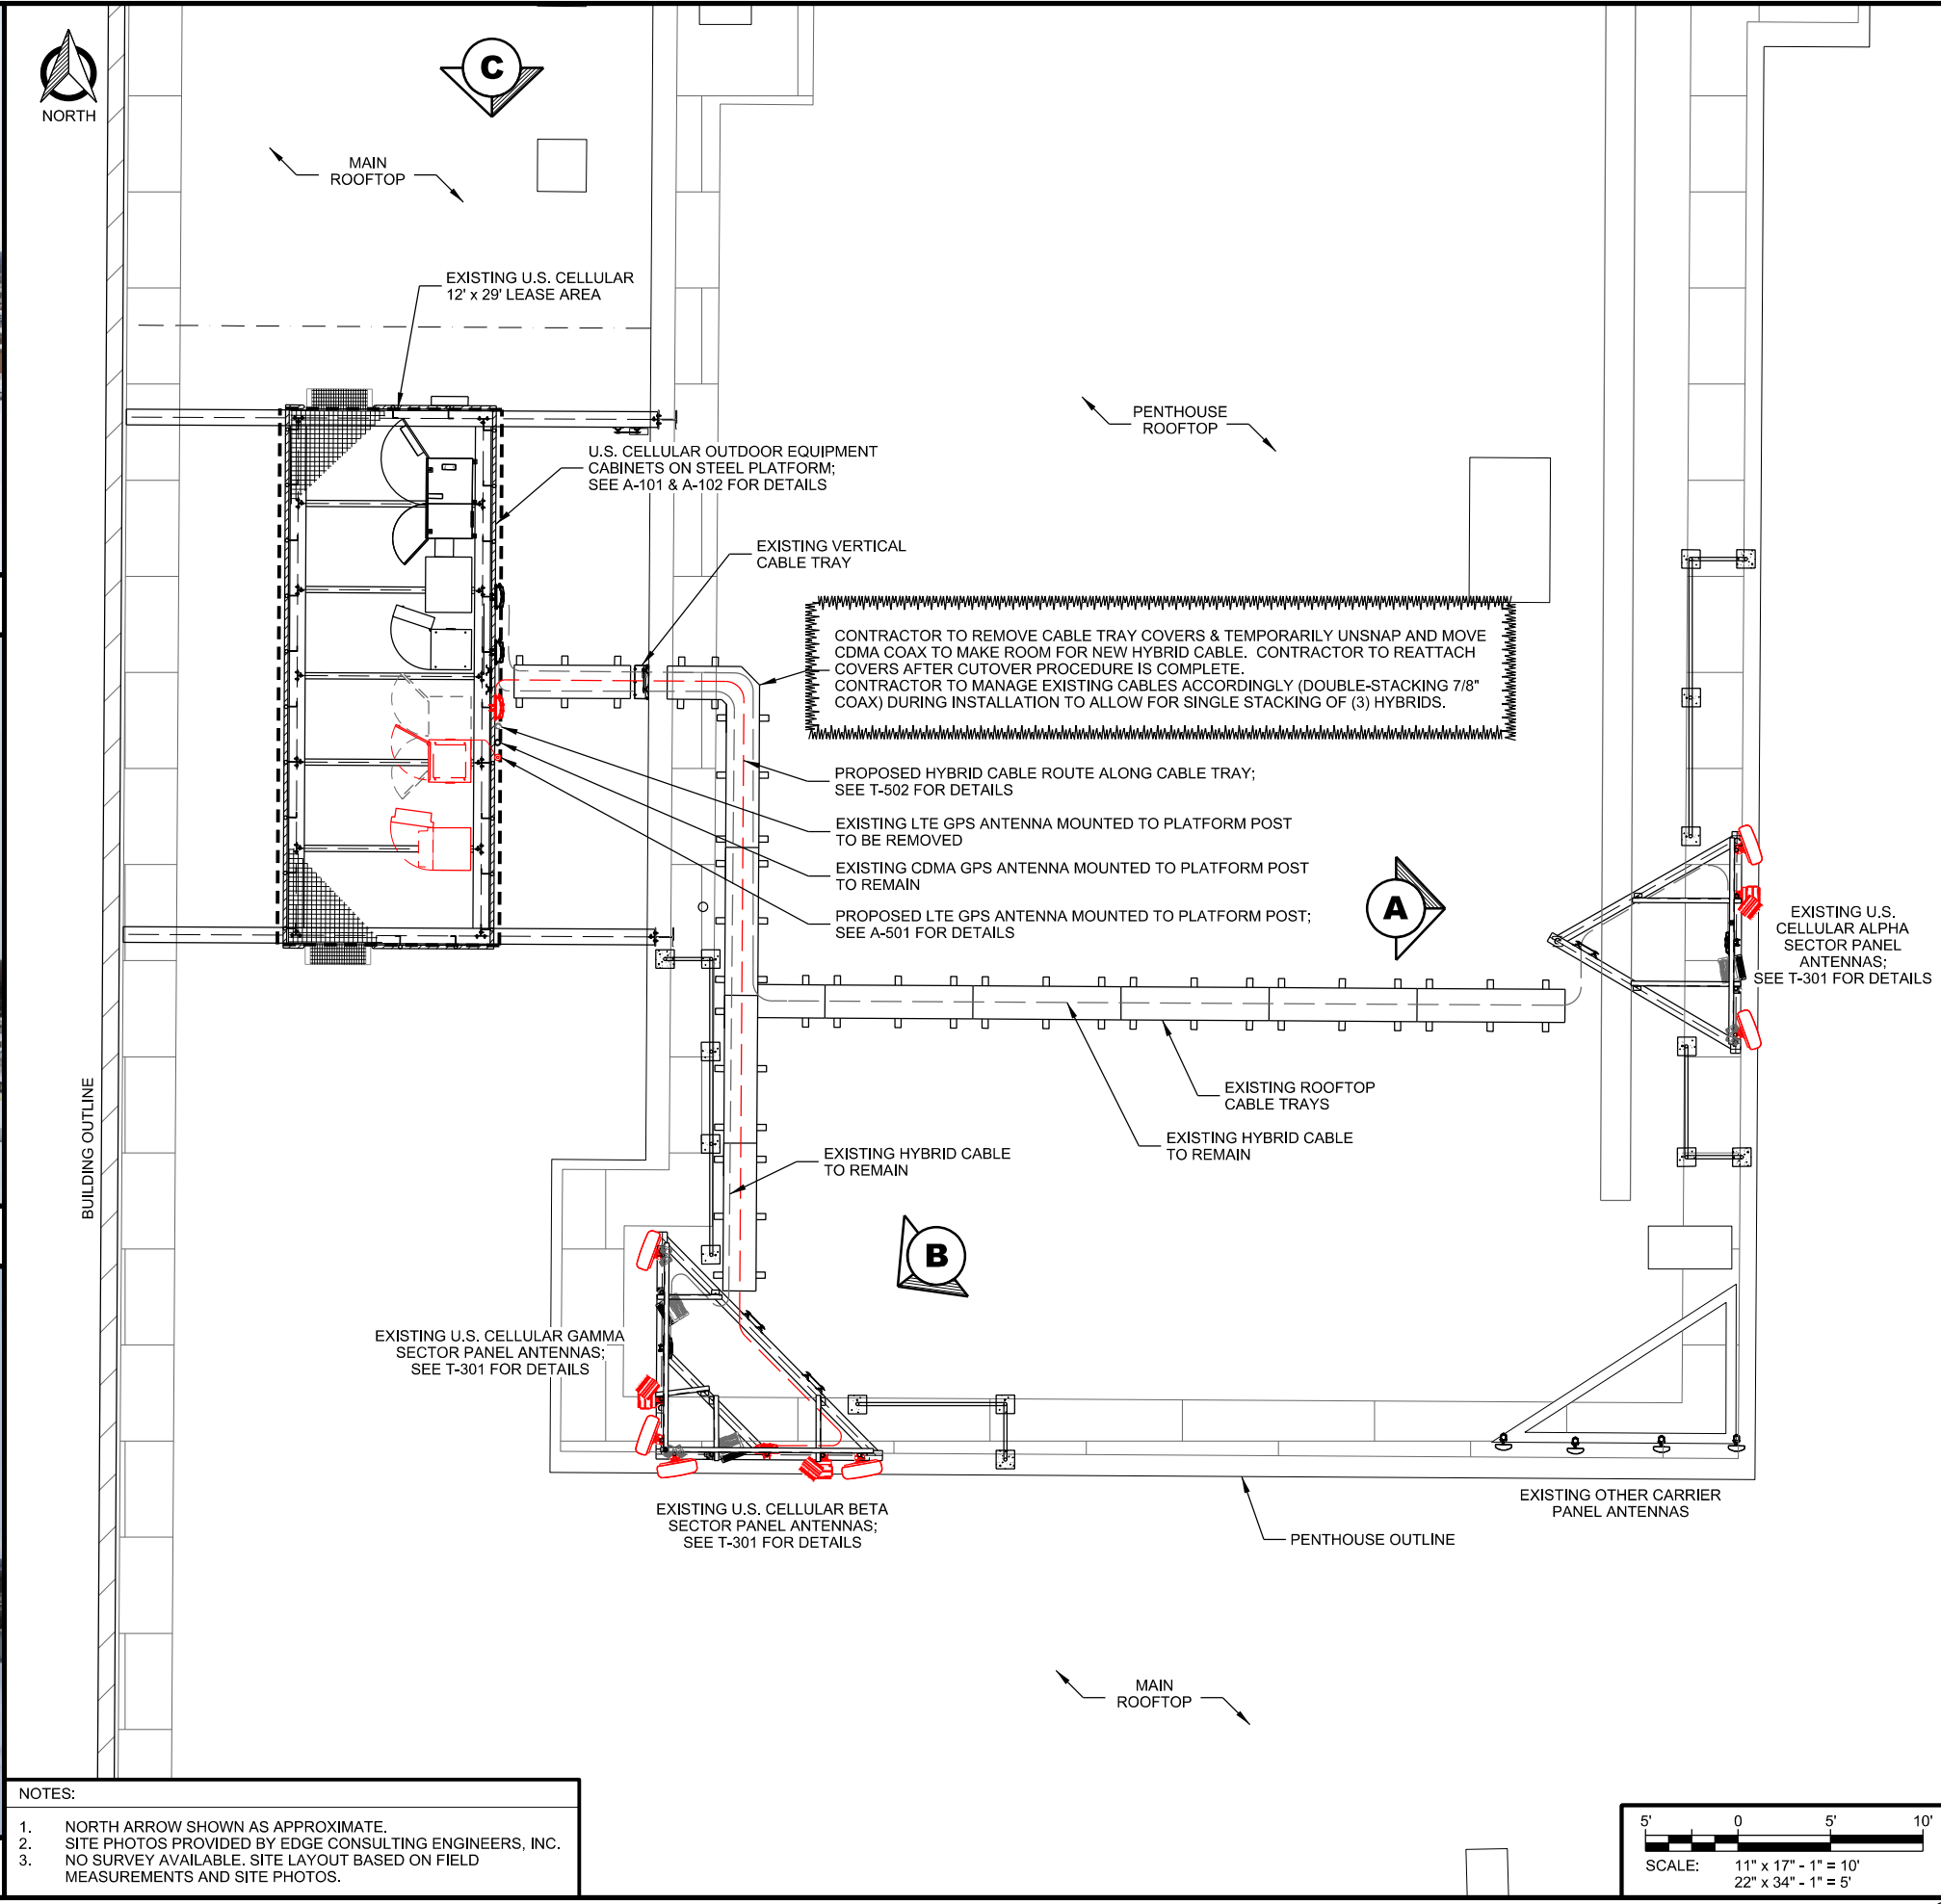 NORTH
C
MAIN
ROOFTOP
EXISTING U.S. CELLULAR
12' x 29' LEASE AREA
PENTHOUSE
ROOFTOP
U.S. CELLULAR OUTDOOR EQUIPMENT
CABINETS ON STEEL PLATFORM;
SEE A-101 & A-102 FOR DETAILS
EXISTING VERTICAL
CABLE TRAY
CONTRACTOR TO REMOVE CABLE TRAY COVERS & TEMPORARILY UNSNAP AND MOVE
CDMA COAX TO MAKE ROOM FOR NEW HYBRID CABLE. CONTRACTOR TO REATTACH
COVERS AFTER CUTOVER PROCEDURE IS COMPLETE.
CONTRACTOR TO MANAGE EXISTING CABLES ACCORDINGLY (DOUBLE-STACKING 7/8"
COAX) DURING INSTALLATION TO ALLOW FOR SINGLE STACKING OF (3) HYBRIDS.
PROPOSED HYBRID CABLE ROUTE ALONG CABLE TRAY;
SEE T-502 FOR DETAILS
EXISTING LTE GPS ANTENNA MOUNTED TO PLATFORM POST
TO BE REMOVED
EXISTING CDMA GPS ANTENNA MOUNTED TO PLATFORM POST
TO REMAIN
PROPOSED LTE GPS ANTENNA MOUNTED TO PLATFORM POST;
SEE A-501 FOR DETAILS
A
EXISTING U.S.
CELLULAR ALPHA
SECTOR PANEL
ANTENNAS;
SEE T-301 FOR DETAILS
EXISTING ROOFTOP
CABLE TRAYS
EXISTING HYBRID CABLE
TO REMAIN
EXISTING HYBRID CABLE
TO REMAIN
BUILDING OUTLINE
B
EXISTING U.S. CELLULAR GAMMA
SECTOR PANEL ANTENNAS;
SEE T-301 FOR DETAILS
EXISTING U.S. CELLULAR BETA
SECTOR PANEL ANTENNAS;
SEE T-301 FOR DETAILS
EXISTING OTHER CARRIER
PANEL ANTENNAS
PENTHOUSE OUTLINE
MAIN
ROOFTOP
NOTES:
1. NORTH ARROW SHOWN AS APPROXIMATE.
2. SITE PHOTOS PROVIDED BY EDGE CONSULTING ENGINEERS, INC.
3. NO SURVEY AVAILABLE. SITE LAYOUT BASED ON FIELD
MEASUREMENTS AND SITE PHOTOS.
5' 0 5' 10'
SCALE: 11" x 17" - 1" = 10'
22" x 34" - 1" = 5'